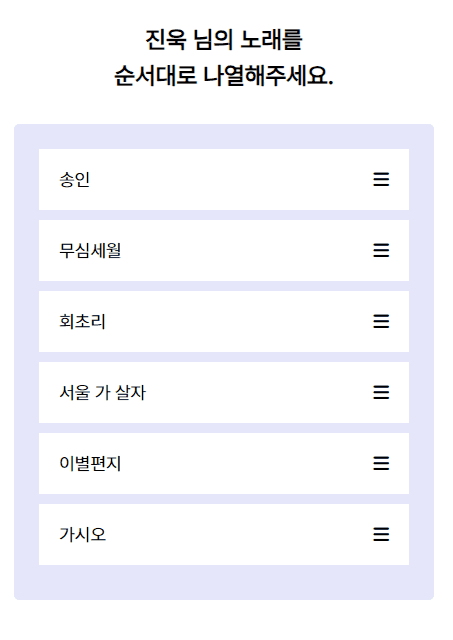 진욱 님의 노래를
순서대로 나열해주세요.
송인
무심세월
회초리
서울 가 살자
이별편지
가시오